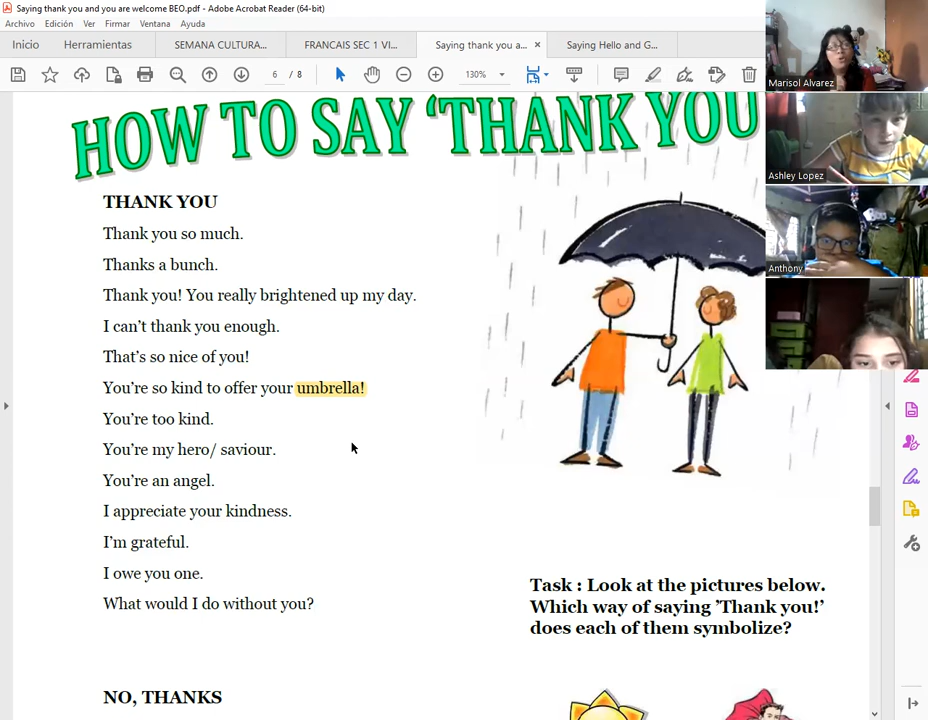 Saying thank you and you are welcome BEO.pdf - Adobe Acrobat Reader (64-bit)
Archivo Edición Ver Firmar Ventana Ayuda
Inicio Herramientas SEMANA CULTURA... FRANCAIS SEC 1 VI... Saying thank you a... × Saying Hello and G...
6 / 8 130%
HOW TO SAY ‘THANK YOU
THANK YOU
Thank you so much.
Thanks a bunch.
Thank you! You really brightened up my day.
I can’t thank you enough.
That’s so nice of you!
You’re so kind to offer your umbrella!
You’re too kind.
You’re my hero/ saviour.
You’re an angel.
I appreciate your kindness.
I’m grateful.
I owe you one.
What would I do without you?
Task : Look at the pictures below.
Which way of saying ’Thank you!’
does each of them symbolize?
NO, THANKS
Marisol Alvarez
Ashley Lopez
Anthony